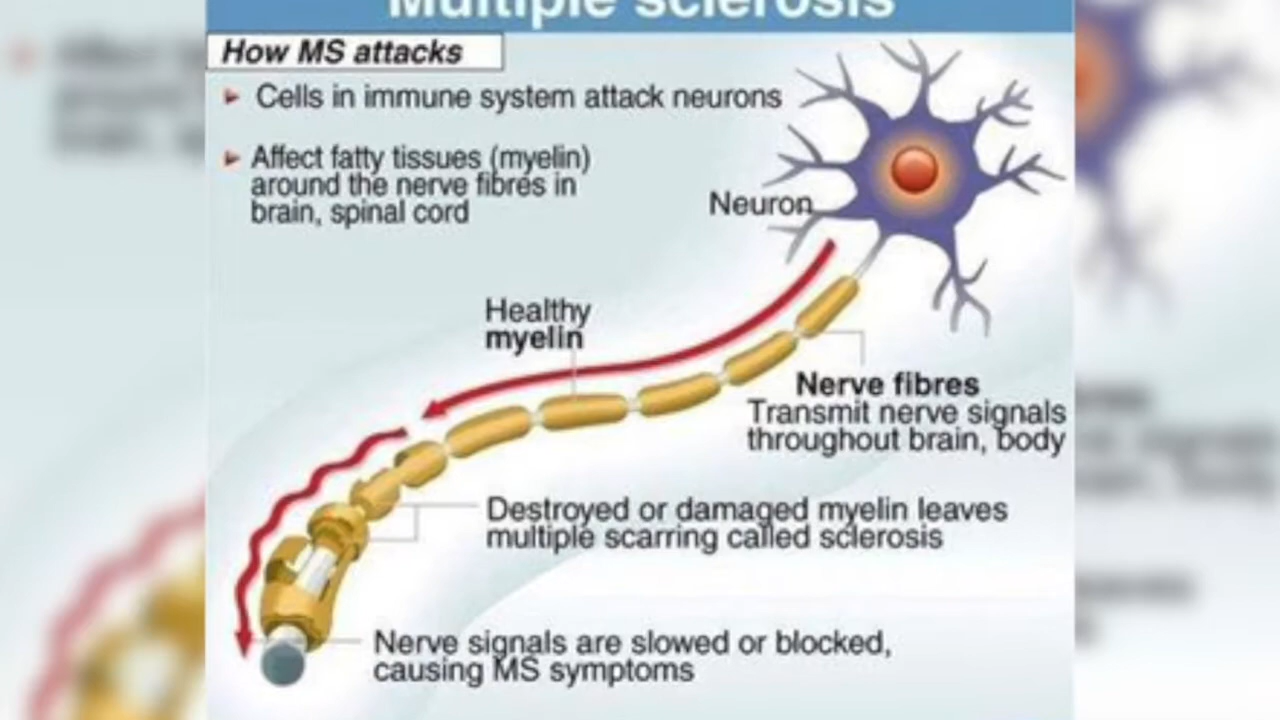 Multiple sclerosis
How MS attacks
Cells in immune system attack neurons
Affect fatty tissues (myelin)
around the nerve fibres in
brain, spinal cord
Neuron
Healthy
myelin
Nerve fibres
Transmit nerve signals
throughout brain, body
Destroyed or damaged myelin leaves
multiple scarring called sclerosis
Nerve signals are slowed or blocked,
causing MS symptoms